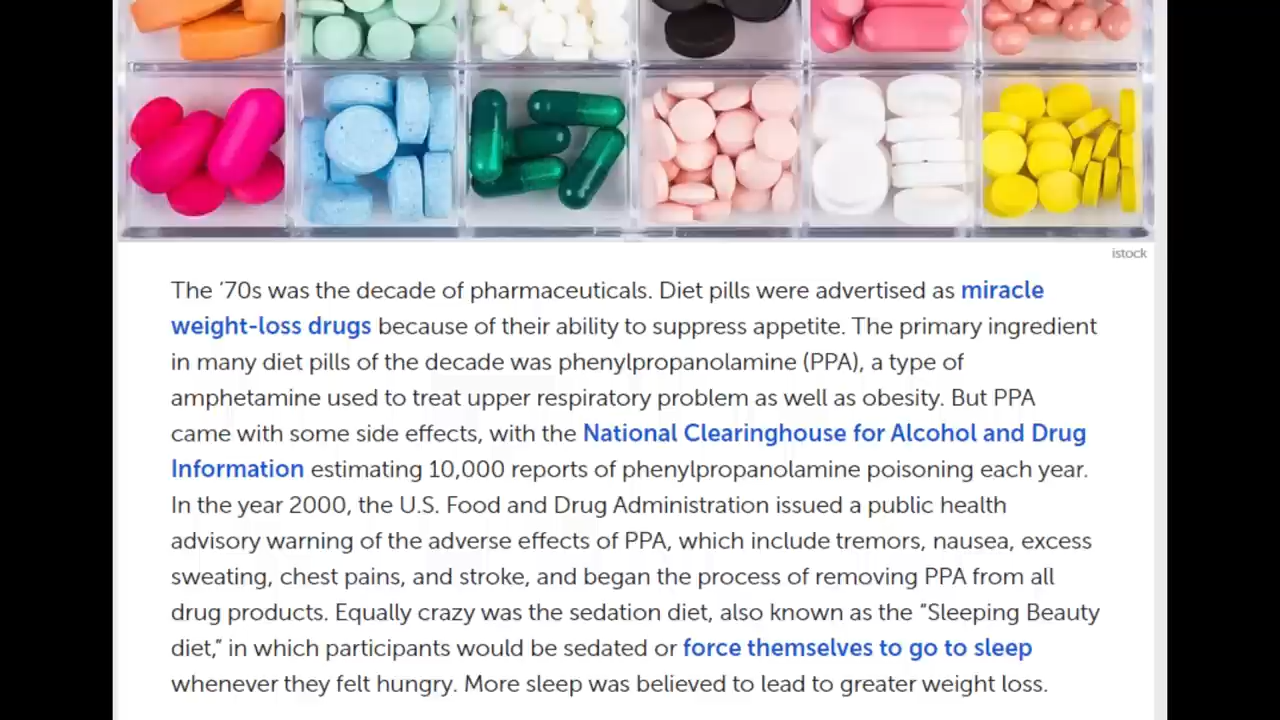 istock
The ’70s was the decade of pharmaceuticals. Diet pills were advertised as miracle
weight-loss drugs because of their ability to suppress appetite. The primary ingredient
in many diet pills of the decade was phenylpropanolamine (PPA), a type of
amphetamine used to treat upper respiratory problem as well as obesity. But PPA
came with some side effects, with the National Clearinghouse for Alcohol and Drug
Information estimating 10,000 reports of phenylpropanolamine poisoning each year.
In the year 2000, the U.S. Food and Drug Administration issued a public health
advisory warning of the adverse effects of PPA, which include tremors, nausea, excess
sweating, chest pains, and stroke, and began the process of removing PPA from all
drug products. Equally crazy was the sedation diet, also known as the “Sleeping Beauty
diet,” in which participants would be sedated or force themselves to go to sleep
whenever they felt hungry. More sleep was believed to lead to greater weight loss.